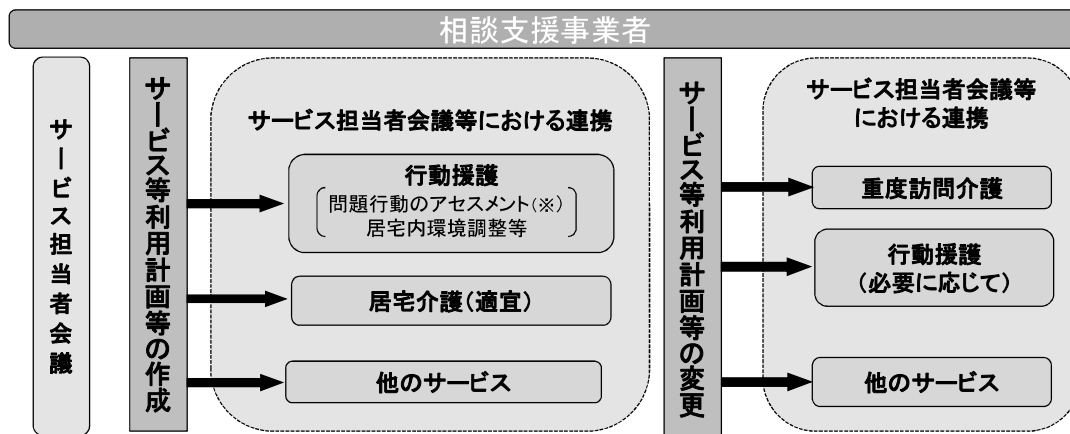 相談支援事業者
サービス担当者会議
サービス等利用計画等の作成
サービス担当者会議等における連携
行動援護
問題行動のアセスメント(※)
居宅内環境調整等
居宅介護(適宜)
他のサービス
サービス等利用計画等の変更
サービス担当者会議等
における連携
重度訪問介護
行動援護
(必要に応じて)
他のサービス